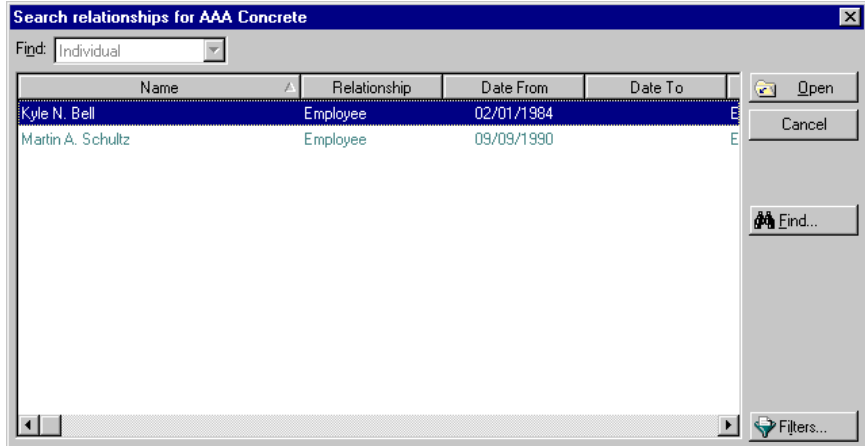 Search relationships for AAA Concrete
Find: Individual
Name Relationship Date From Date To
Kyle N. Bell Employee 02/01/1984 E
Martin A. Schultz Employee 09/09/1990 E
Open
Cancel
Find...
Filters...